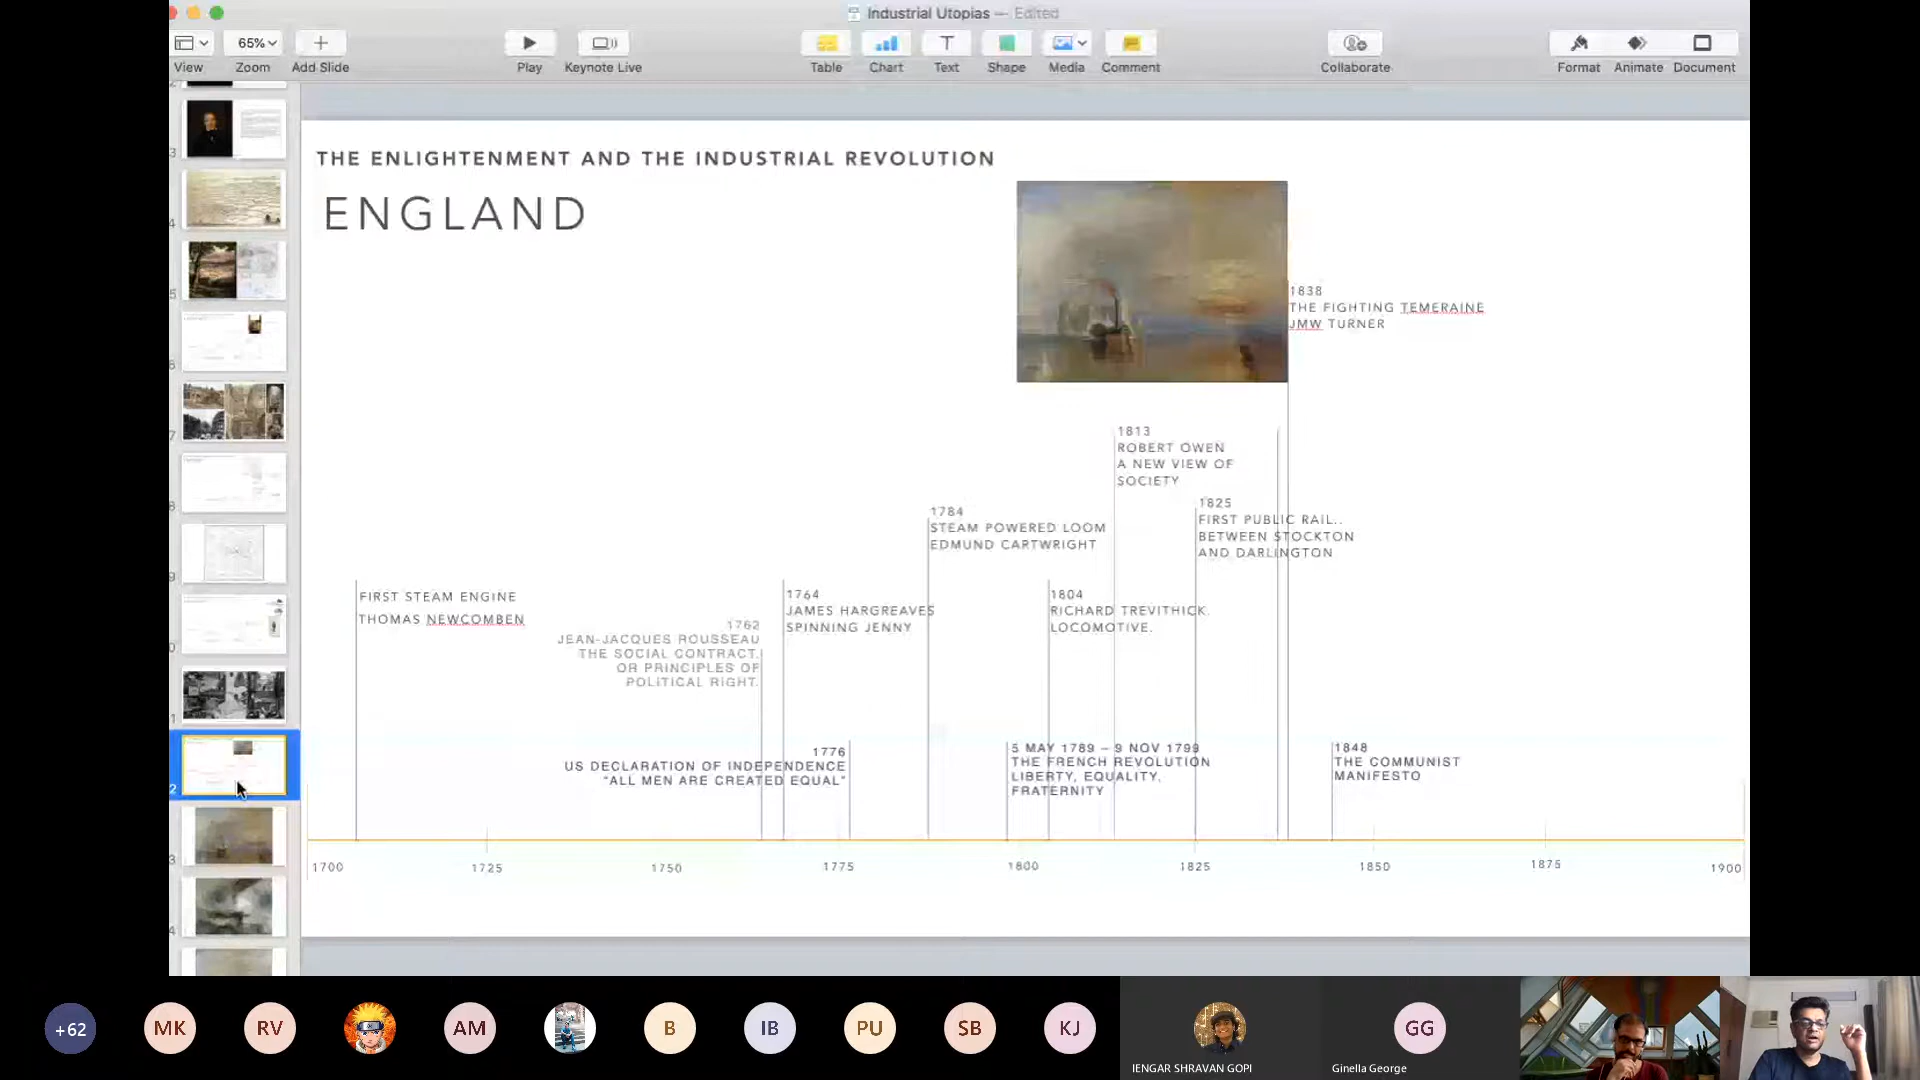 Industrial Utopias — Edited
65%
View
Zoom
Add Slide
Play
Keynote Live
Table
Chart
Text
Shape
Media
Comment
Collaborate
Format
Animate
Document
THE ENLIGHTENMENT AND THE INDUSTRIAL REVOLUTION
ENGLAND
1838
THE FIGHTING TEMERAINE
JMW TURNER
1813
ROBERT OWEN
A NEW VIEW OF
SOCIETY
1825
FIRST PUBLIC RAIL..
BETWEEN STOCKTON
AND DARLINGTON
1784
STEAM POWERED LOOM
EDMUND CARTWRIGHT
FIRST STEAM ENGINE
THOMAS NEWCOMBEN
1764
JAMES HARGREAVES
SPINNING JENNY
1804
RICHARD TREVITHICK.
LOCOMOTIVE.
1762
JEAN-JACQUES ROUSSEAU
THE SOCIAL CONTRACT.
OR PRINCIPLES OF
POLITICAL RIGHT.
1776
US DECLARATION OF INDEPENDENCE
"ALL MEN ARE CREATED EQUAL"
5 MAY 1789 – 9 NOV 1799
THE FRENCH REVOLUTION
LIBERTY, EQUALITY,
FRATERNITY
1848
THE COMMUNIST
MANIFESTO
1700
1725
1750
1775
1800
1825
1850
1875
1900
+62
MK
RV
AM
B
IB
PU
SB
KJ
GG
IENGAR SHRAVAN GOPI
Ginella George